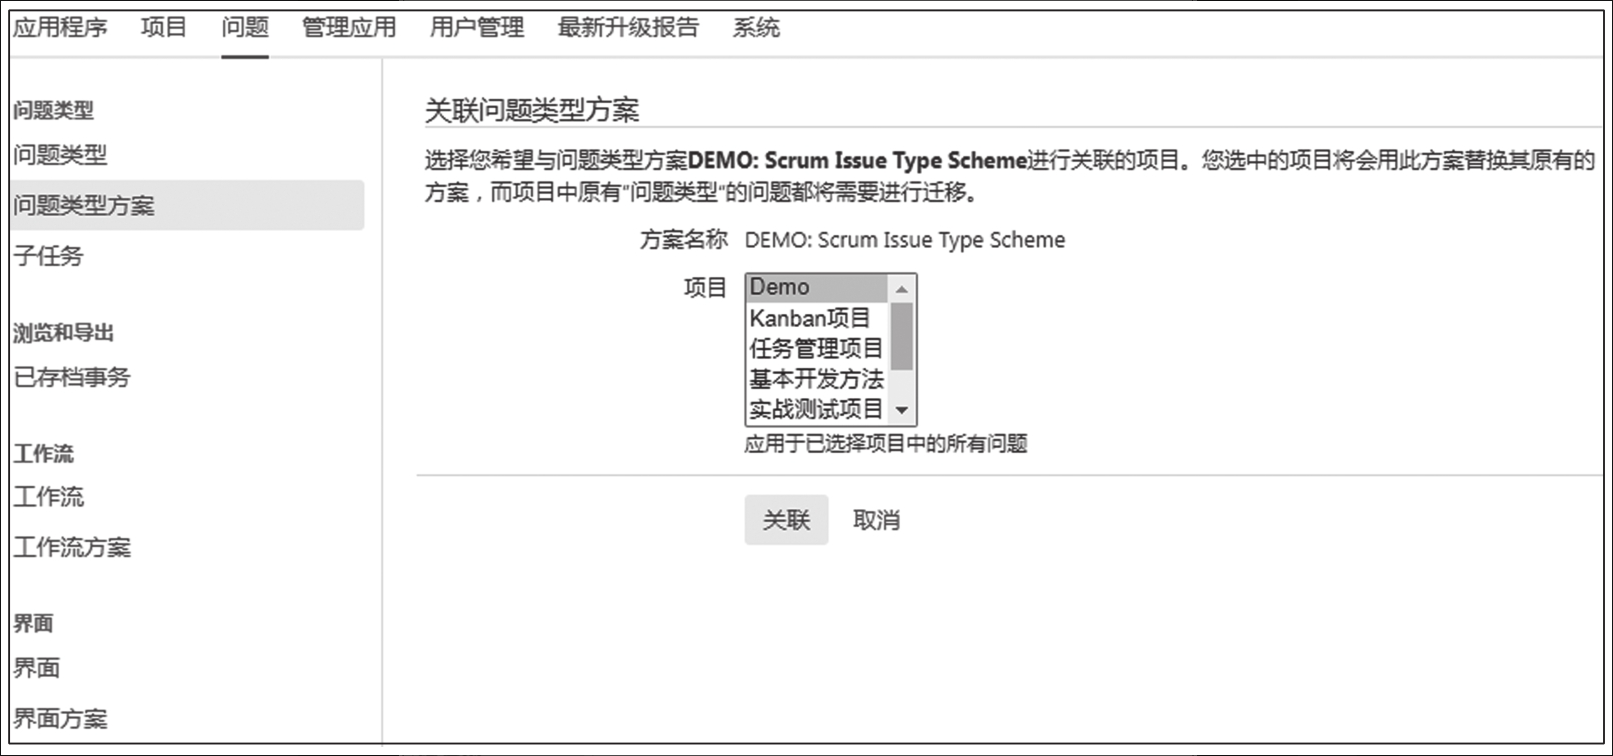 应用程序 项目 问题 管理应用 用户管理 最新升级报告 系统
问题类型
问题类型
问题类型方案
子任务
浏览和导出
已存档事务
工作流
工作流
工作流方案
界面
界面
界面方案
关联问题类型方案
选择您希望与问题类型方案DEMO: Scrum Issue Type Scheme进行关联的项目。您选中的项目将会用此方案替换其原有的
方案，而项目中原有"问题类型"的问题都将需要进行迁移。
方案名称 DEMO: Scrum Issue Type Scheme
项目 Demo
Kanban项目
任务管理项目
基本开发方法
实战测试项目
应用于已选择项目中的所有问题
关联 取消